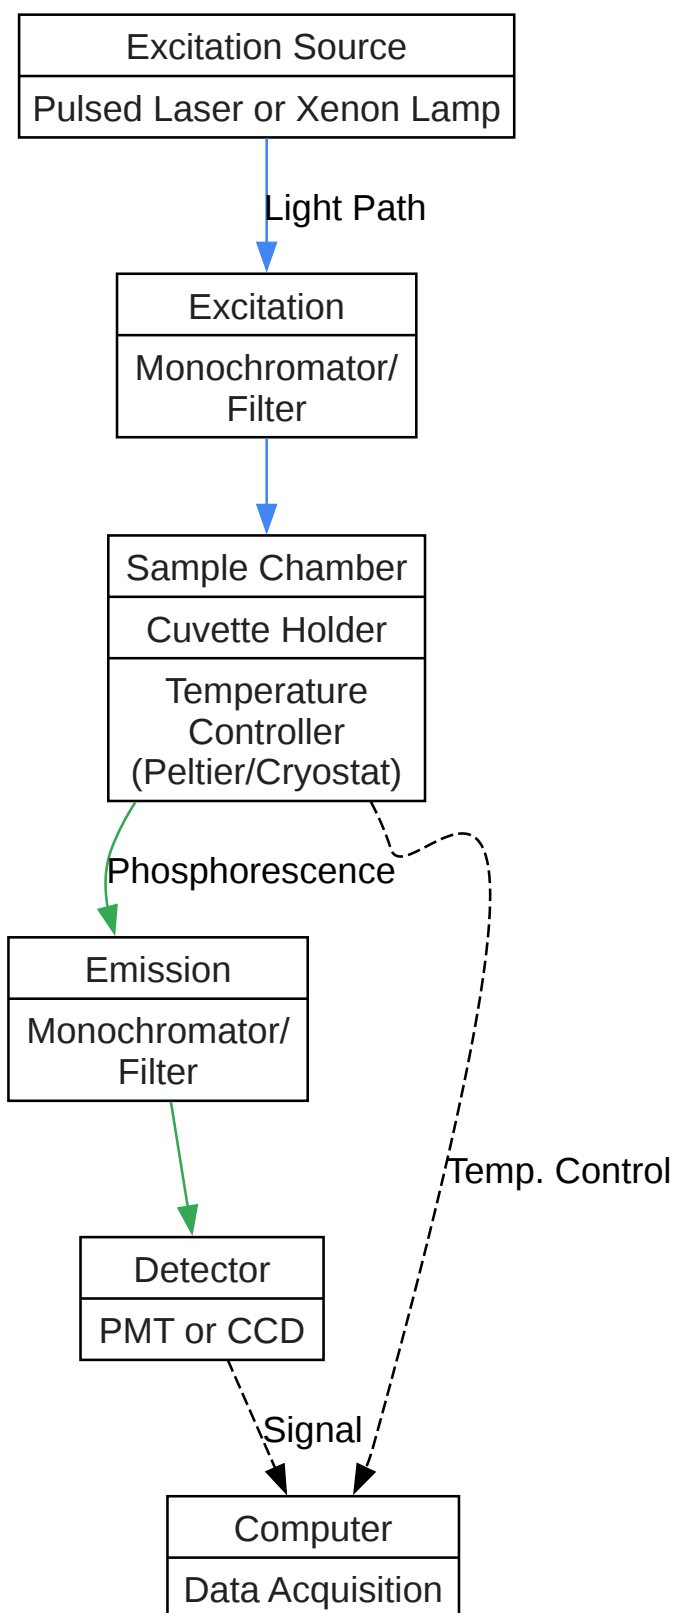 Excitation Source
Pulsed Laser or Xenon Lamp
Light Path
Excitation
Monochromator/
Filter
Sample Chamber
Cuvette Holder
Temperature
Controller
(Peltier/Cryostat)
Phosphorescence
Emission
Monochromator/
Filter
Temp. Control
Detector
PMT or CCD
Signal
Computer
Data Acquisition